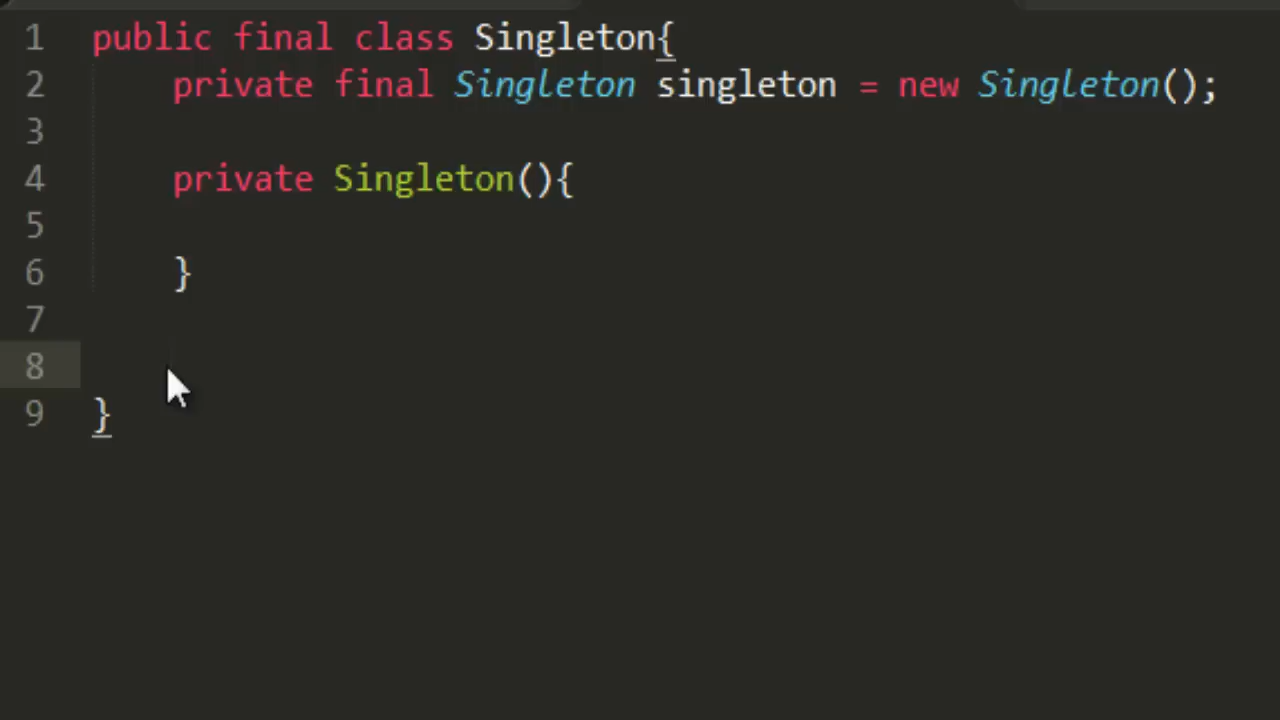 1 public final class Singleton{
2 private final Singleton singleton = new Singleton();
3
4 private Singleton(){
5
6 }
7
8
9 }